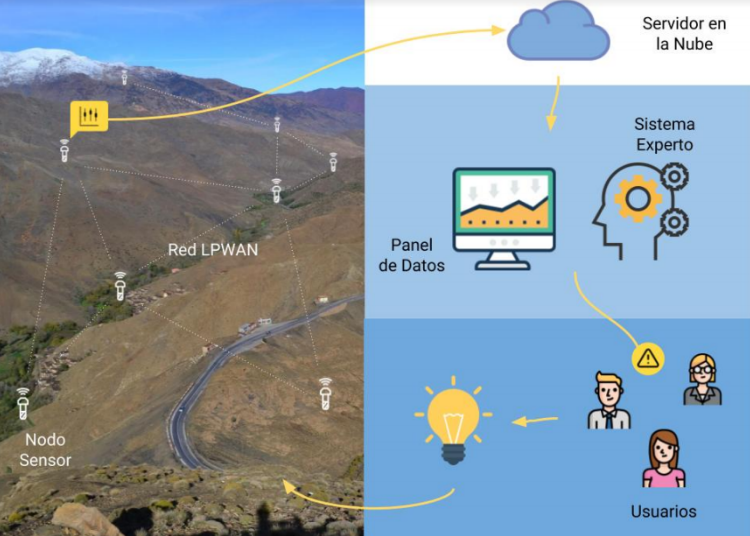 Servidor en
la Nube
Sistema
Experto
Panel
de Datos
Red LPWAN
Nodo
Sensor
Usuarios